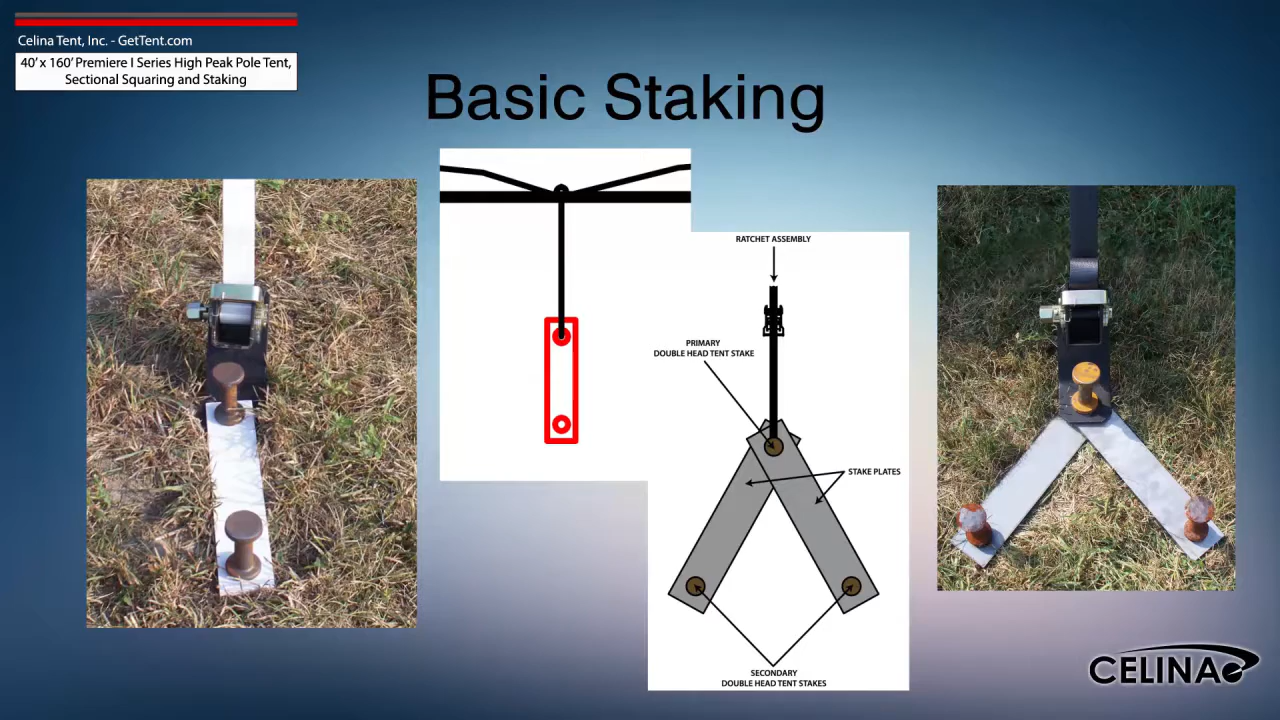 Celina Tent, Inc. - GetTent.com
40’ x 160’ Premiere I Series High Peak Pole Tent,
Sectional Squaring and Staking
Basic Staking
RATCHET ASSEMBLY
PRIMARY
DOUBLE HEAD TENT STAKE
STAKE PLATES
SECONDARY
DOUBLE HEAD TENT STAKES
CELINA